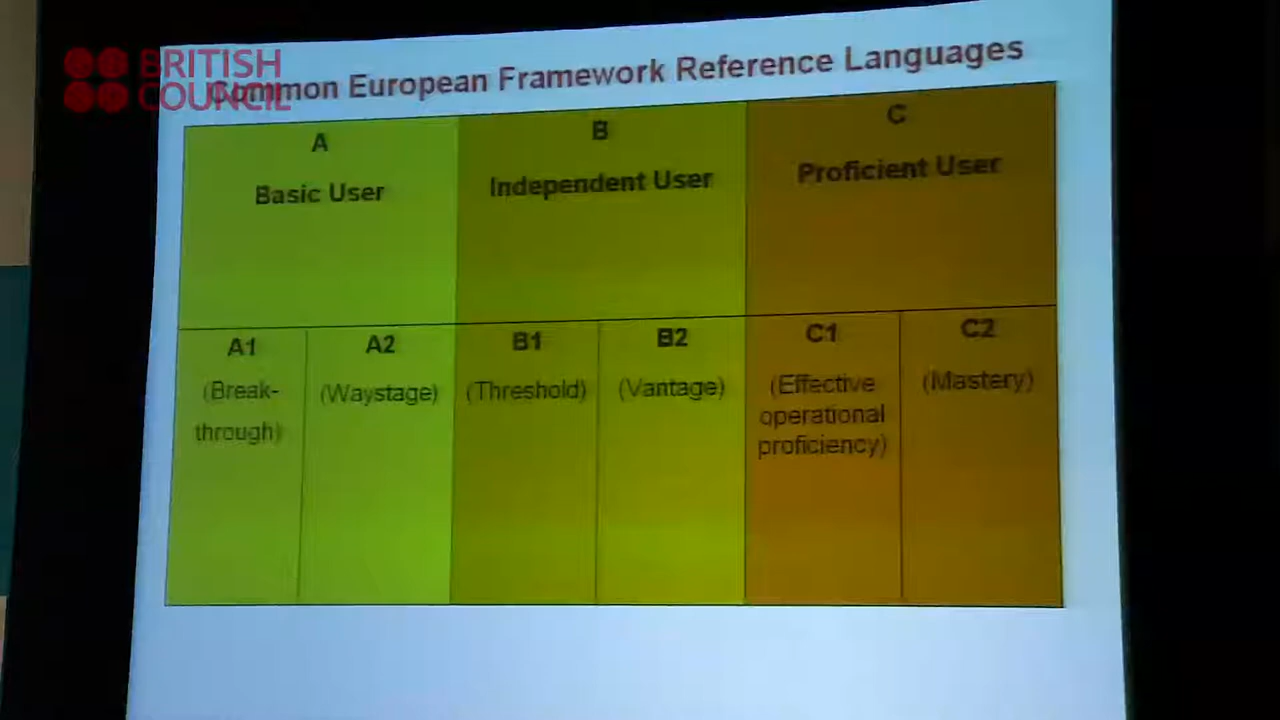 BRITISH
COUNCIL
Common European Framework Reference Languages
A
Basic User
B
Independent User
C
Proficient User
A1
(Break-
through)
A2
(Waystage)
B1
(Threshold)
B2
(Vantage)
C1
(Effective
operational
proficiency)
C2
(Mastery)